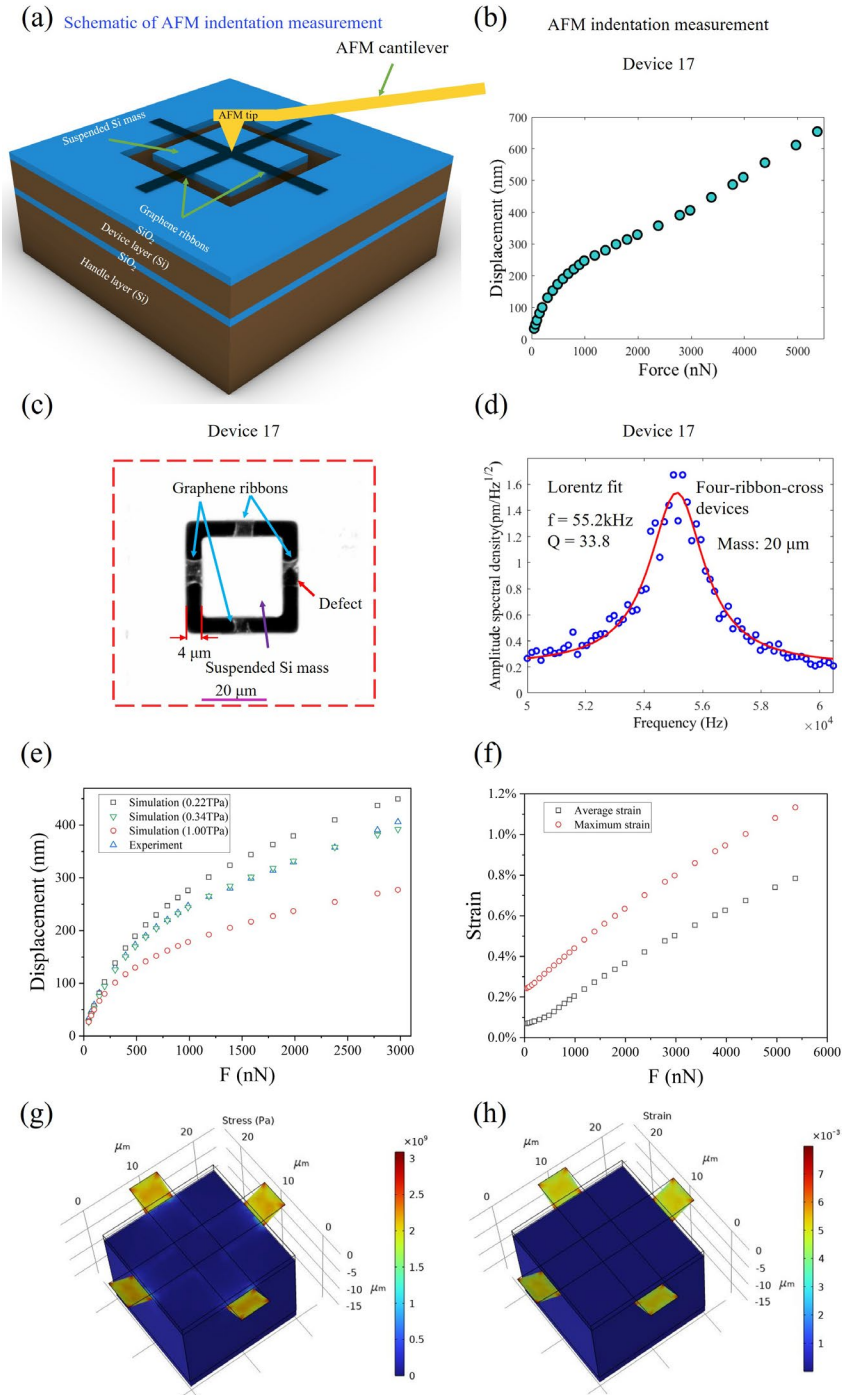 (a) Schematic of AFM indentation measurement
AFM cantilever
AFM tip
Suspended Si mass
Graphene ribbons
SiO₂
Device layer (Si)
SiO₂
Handle layer (Si)
(b) AFM indentation measurement
Device 17
700
600
500
400
300
200
100
0
Displacement (nm)
0 1000 2000 3000 4000 5000
Force (nN)
(c)
Device 17
Graphene ribbons
Defect
4 μm
Suspended Si mass
20 μm
(d)
Device 17
Lorentz fit
f = 55.2kHz
Q = 33.8
Four-ribbon-cross
devices
Mass: 20 μm
1.6
1.4
1.2
1
0.8
0.6
0.4
0.2
0
Amplitude spectral density(pm/Hz^1/2)
5 5.2 5.4 5.6 5.8 6
Frequency (Hz)
×10⁴
(e)
Simulation (0.22TPa)
Simulation (0.34TPa)
Simulation (1.00TPa)
Experiment
400
300
200
100
0
Displacement (nm)
0 500 1000 1500 2000 2500 3000
F (nN)
(f)
Average strain
Maximum strain
1.2%
1.0%
0.8%
0.6%
0.4%
0.2%
0.0%
Strain
0 1000 2000 3000 4000 5000 6000
F (nN)
(g)
Stress (Pa)
μm
20
10
0
20
μm
10
0
0
-5
-10
-15
μm
×10⁹
3
2.5
2
1.5
1
0.5
0
(h)
Strain
μm
20
10
0
20
μm
10
0
0
-5
-10
-15
μm
×10⁻³
7
6
5
4
3
2
1